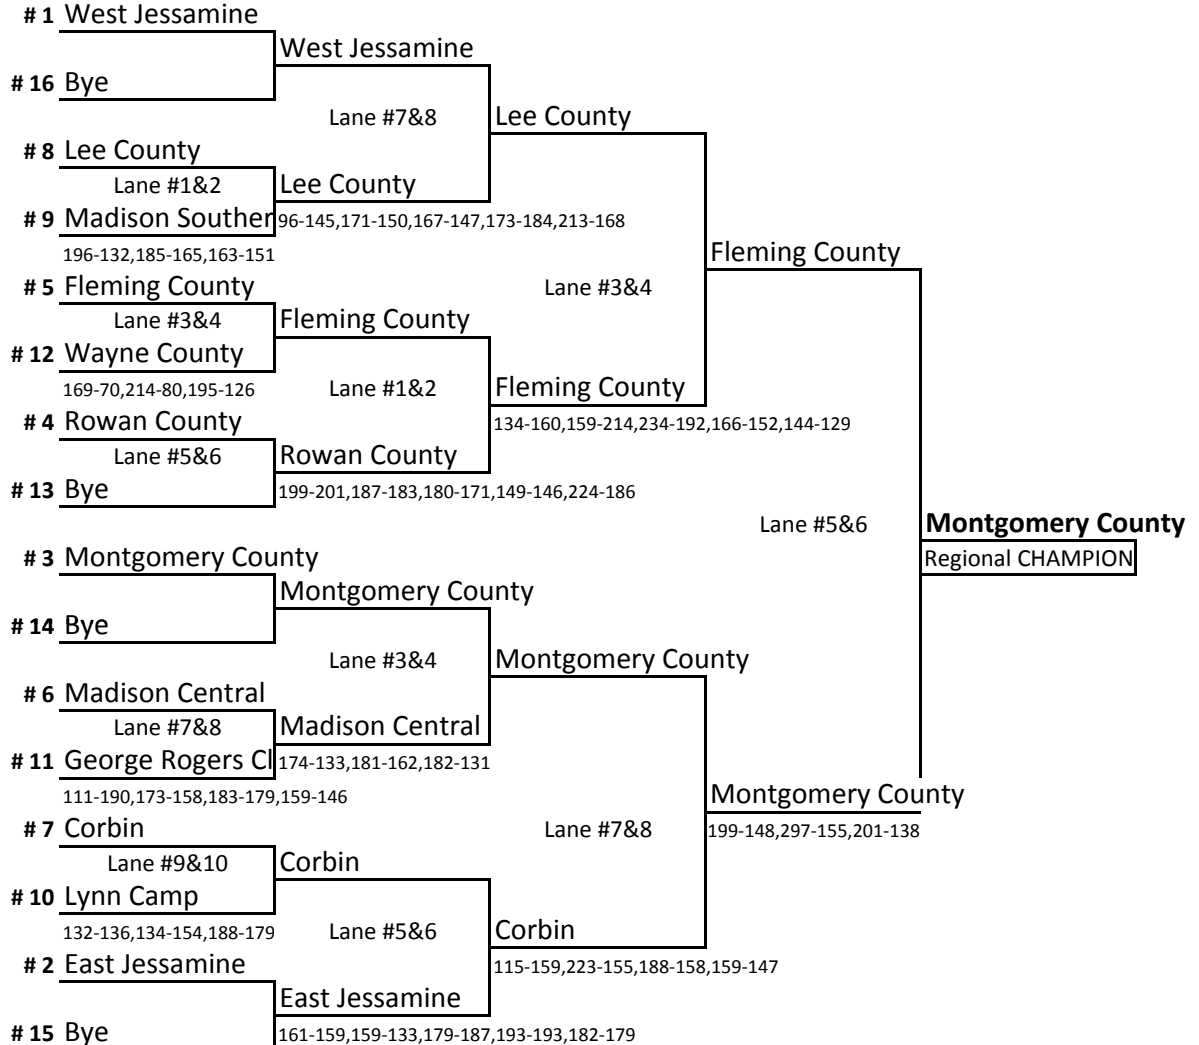 # 1 West Jessamine
West Jessamine
# 16 Bye
Lane #7&8
Lee County
# 8 Lee County
Lane #1&2
Lee County
# 9 Madison Souther
96-145,171-150,167-147,173-184,213-168
196-132,185-165,163-151
Fleming County
# 5 Fleming County
Lane #3&4
Lane #3&4
Fleming County
# 12 Wayne County
169-70,214-80,195-126
Lane #1&2
Fleming County
# 4 Rowan County
134-160,159-214,234-192,166-152,144-129
Lane #5&6
Rowan County
# 13 Bye
199-201,187-183,180-171,149-146,224-186
Lane #5&6
Montgomery County
Regional CHAMPION
# 3 Montgomery County
Montgomery County
# 14 Bye
Lane #3&4
Montgomery County
# 6 Madison Central
Lane #7&8
Madison Central
# 11 George Rogers Cl
174-133,181-162,182-131
111-190,173-158,183-179,159-146
Montgomery County
# 7 Corbin
Lane #7&8
199-148,297-155,201-138
Lane #9&10
Corbin
# 10 Lynn Camp
132-136,134-154,188-179
Lane #5&6
Corbin
# 2 East Jessamine
115-159,223-155,188-158,159-147
East Jessamine
# 15 Bye
161-159,159-133,179-187,193-193,182-179